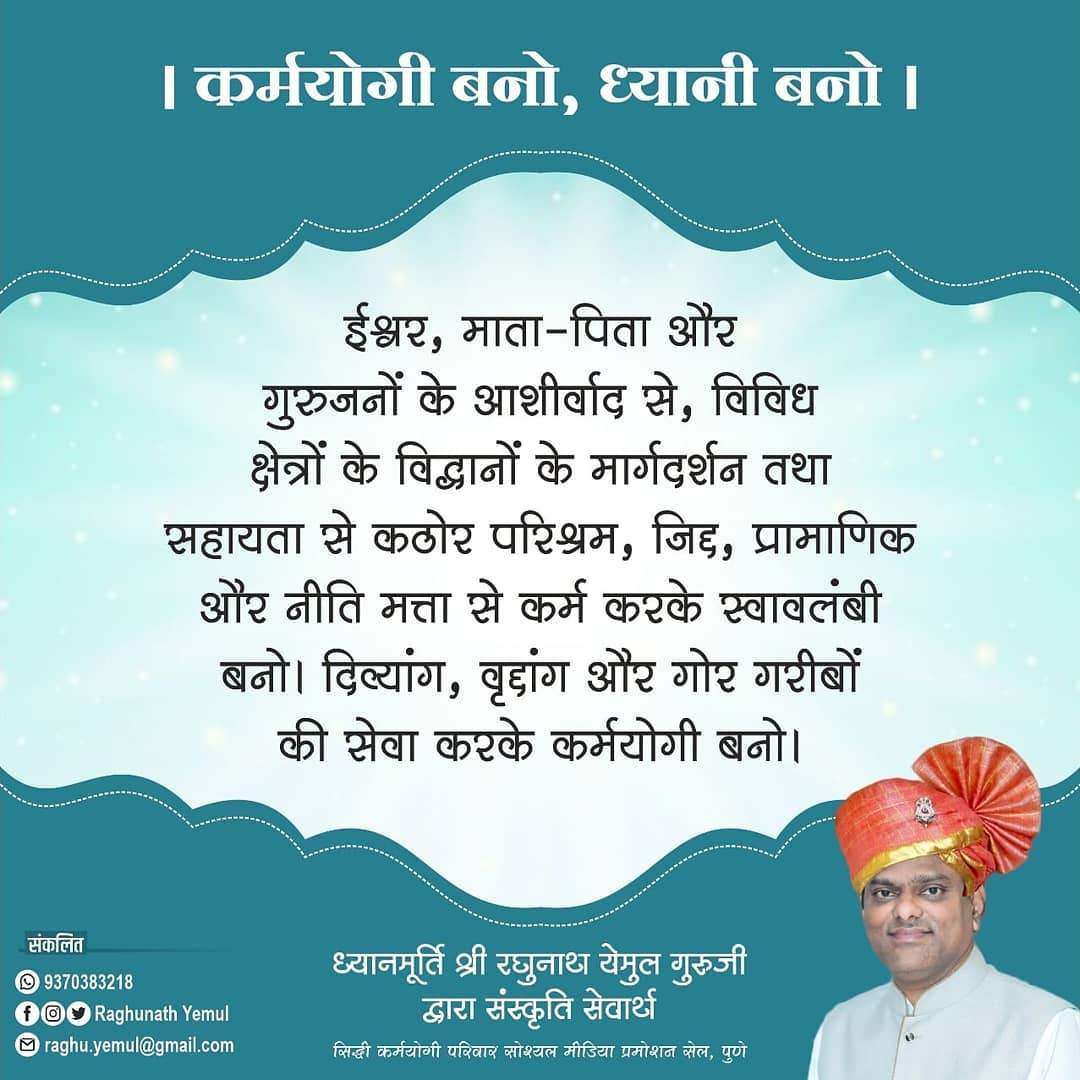 । कर्मयोगी बनो, ध्यानी बनो ।
ईश्वर, माता-पिता और
गुरुजनों के आशीर्वाद से, विविध
क्षेत्रों के विद्वानों के मार्गदर्शन तथा
सहायता से कठोर परिश्रम, जिद्द, प्रामाणिक
और नीति मत्ता से कर्म करके स्वावलंबी
बनो। दिव्यांग, वृद्दांग और गोर गरीबों
की सेवा करके कर्मयोगी बनो।
संकलित
9370383218
Raghunath Yemul
raghu.yemul@gmail.com
ध्यानमूर्ति श्री रघुनाथ येमुल गुरुजी
द्वारा संस्कृति सेवार्थ
सिद्धी कर्मयोगी परिवार सोश्यल मीडिया प्रमोशन सेल, पुणे